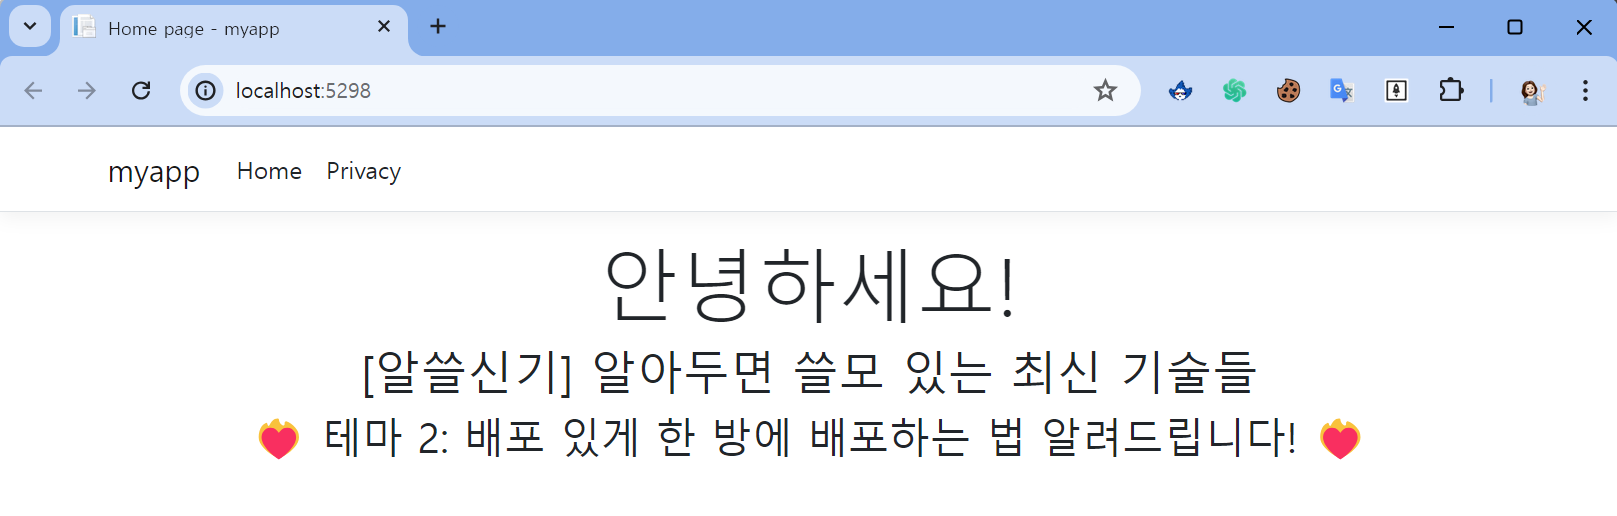 Home page - myapp
localhost:5298
myapp Home Privacy
안녕하세요!
[알쓸신기] 알아두면 쓸모 있는 최신 기술들
❤️‍🔥 테마 2: 배포 있게 한 방에 배포하는 법 알려드립니다! ❤️‍🔥